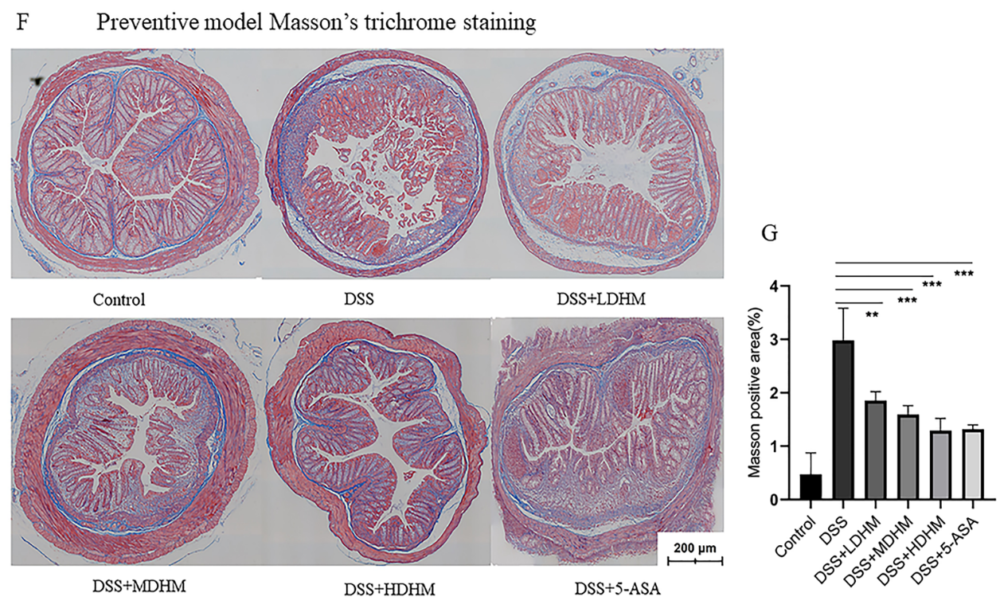 F Preventive model Masson’s trichrome staining
Control DSS DSS+LDHM
DSS+MDHM DSS+HDHM DSS+5-ASA
200 μm
G
Masson positive area(%)
4
3
2
1
0
***
***
***
**
Control
DSS
DSS+LDHM
DSS+MDHM
DSS+HDHM
DSS+5-ASA